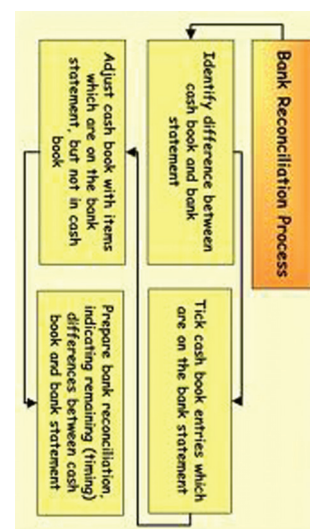 Bank Reconciliation Process
Identify difference between
cash book and bank
statement
Tick cash book entries which
are on the bank statement
Adjust cash book with items
which are on the bank
statement, but not in cash
book
Prepare bank reconciliation,
indicating remaining (timing)
differences between cash
book and bank statement